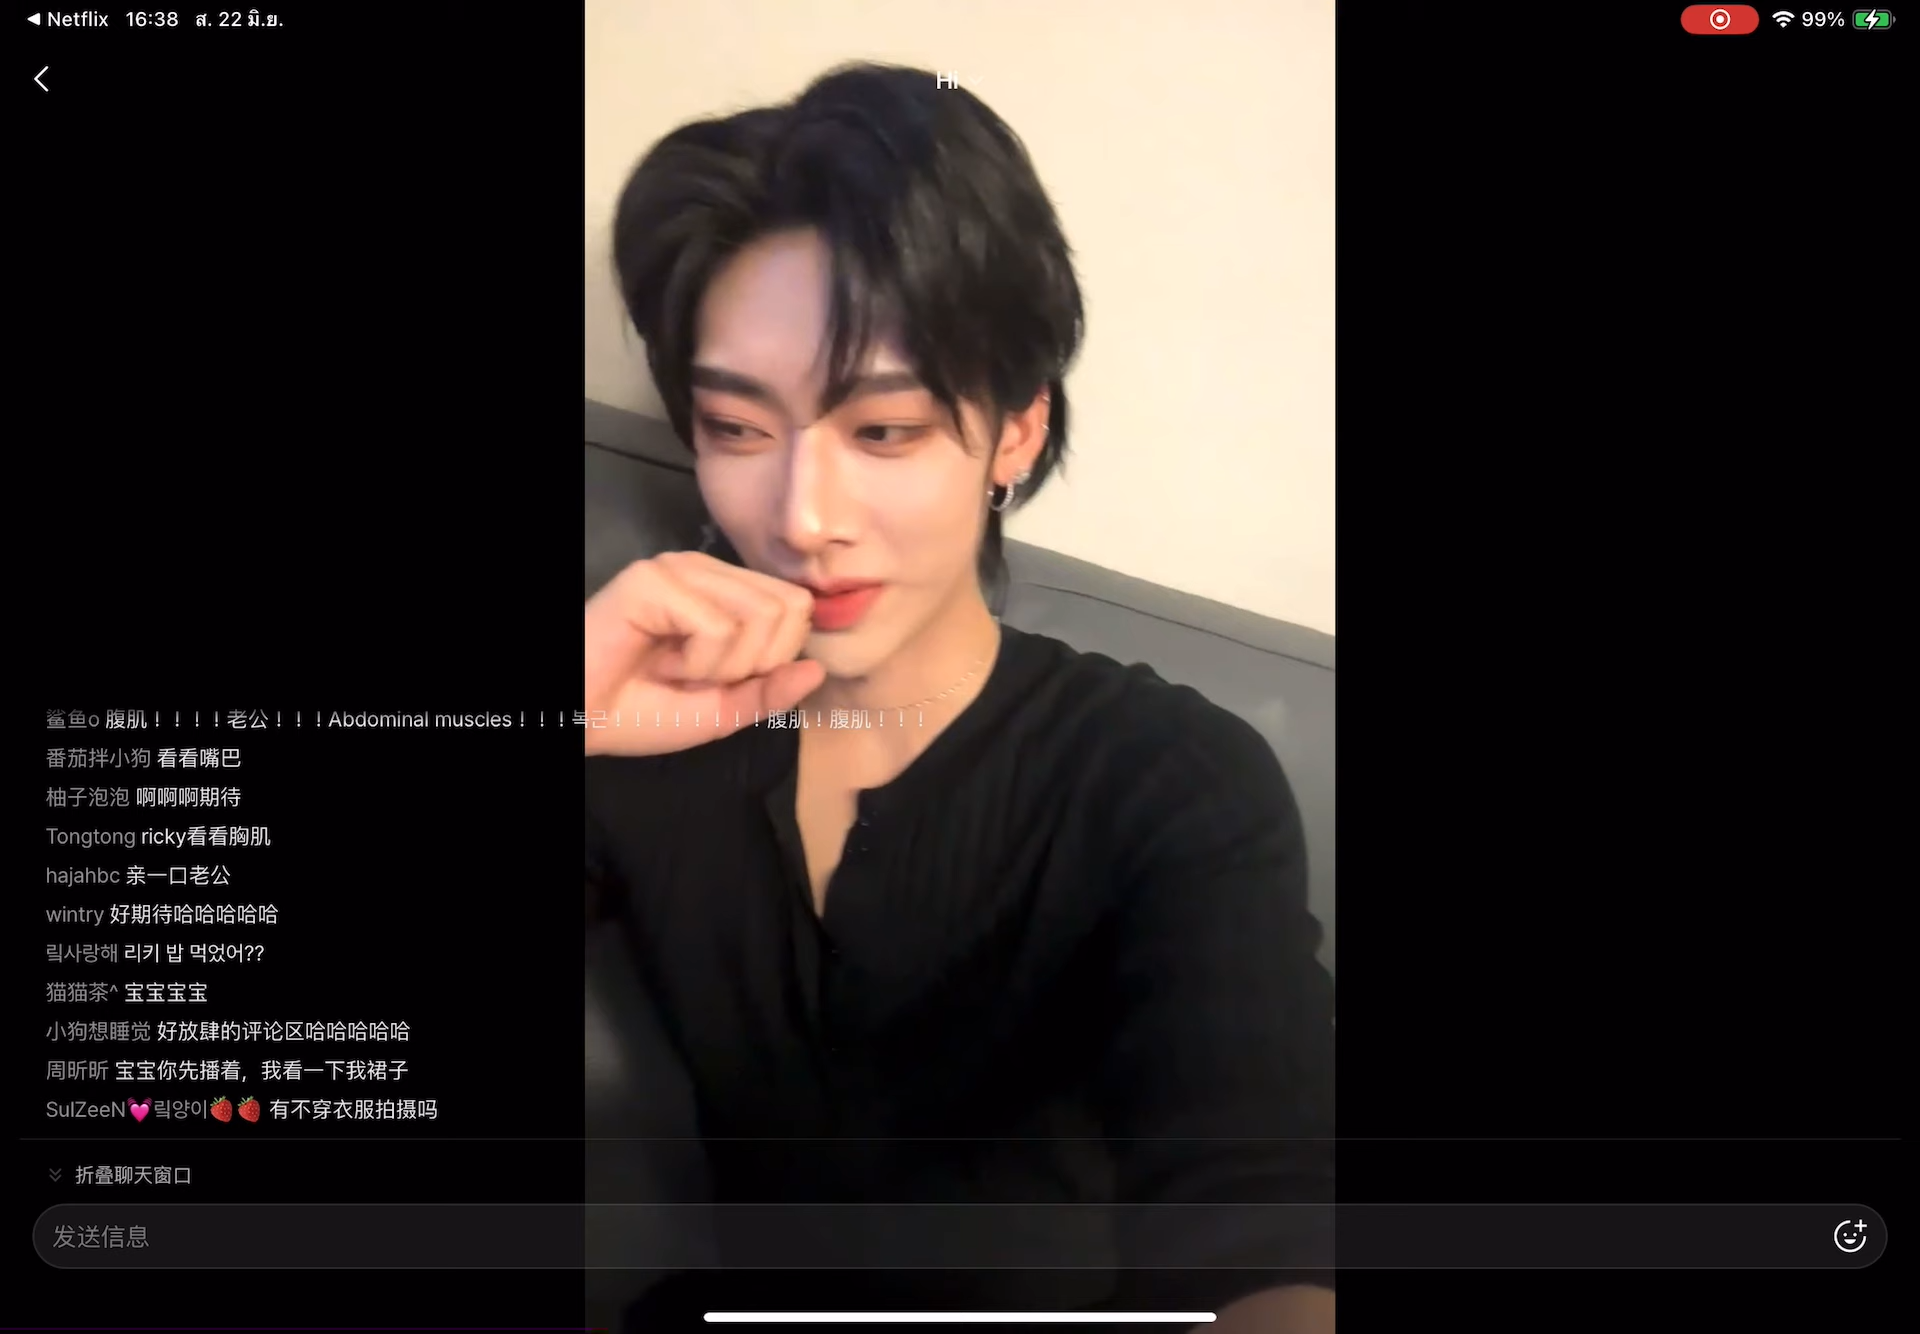 ◀ Netflix 16:38 ส. 22 มิ.ย.
99%
Hi
鲨鱼o 腹肌！！！！老公！！！Abdominal muscles！！！복근！！！！！！！！腹肌！腹肌！！！
番茄拌小狗 看看嘴巴
柚子泡泡 啊啊啊期待
Tongtong ricky看看胸肌
hajahbc 亲一口老公
wintry 好期待哈哈哈哈哈
릭사랑해 리키 밥 먹었어??
猫猫茶^ 宝宝宝宝
小狗想睡觉 好放肆的评论区哈哈哈哈哈
周昕昕 宝宝你先播着，我看一下我裙子
SulZeeN💓릭양이🍓🍓 有不穿衣服拍摄吗
折叠聊天窗口
发送信息